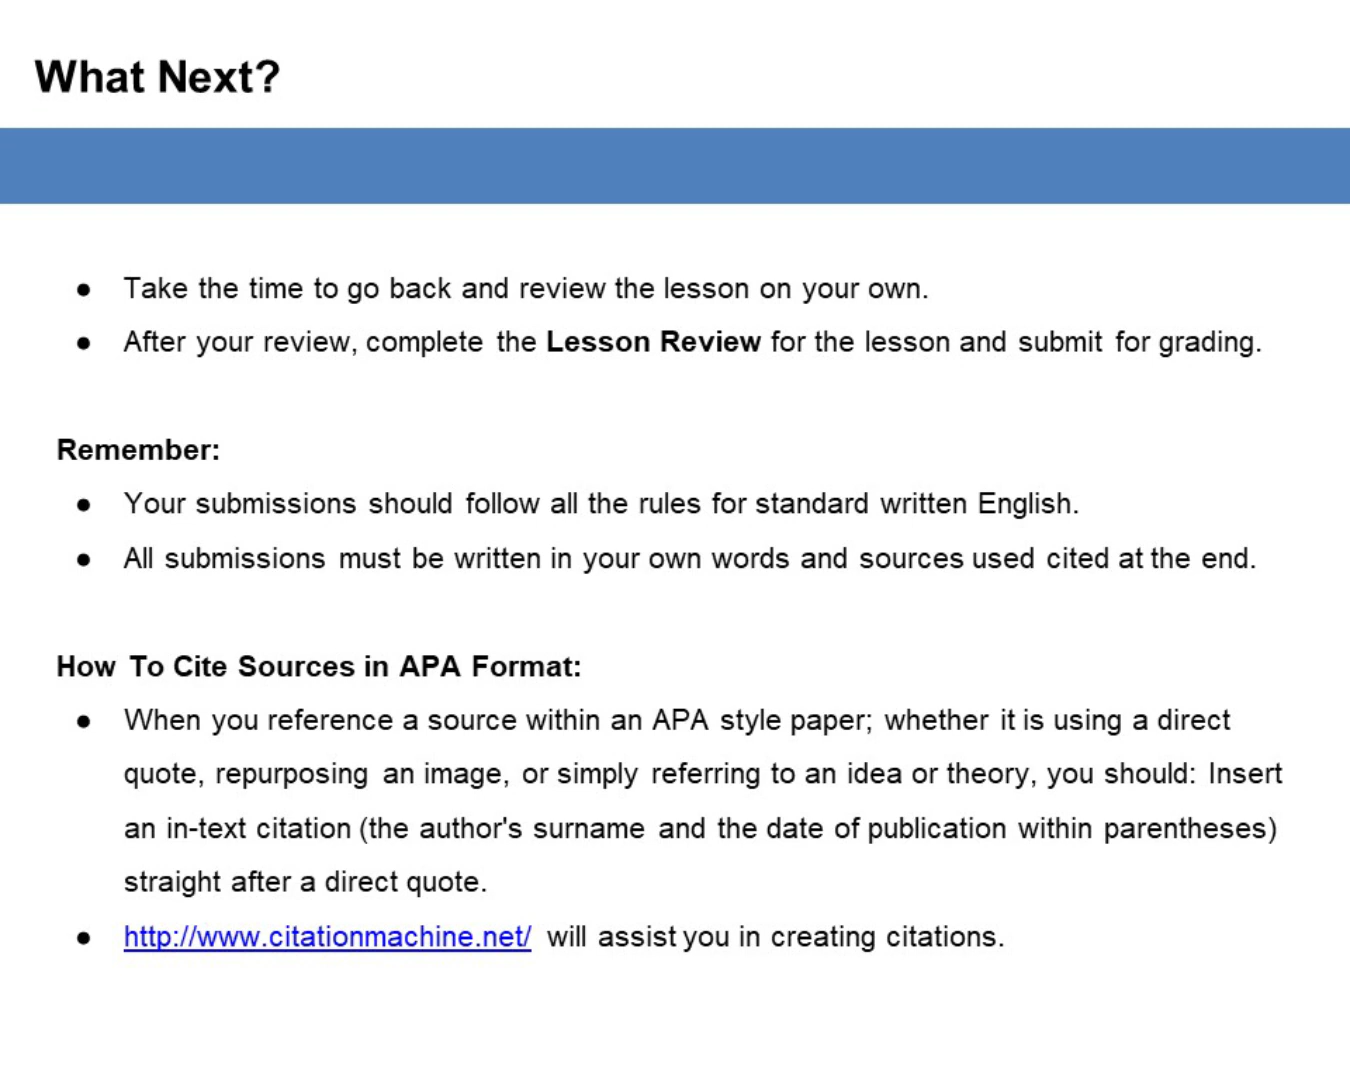 What Next?
● Take the time to go back and review the lesson on your own.
● After your review, complete the Lesson Review for the lesson and submit for grading.
Remember:
● Your submissions should follow all the rules for standard written English.
● All submissions must be written in your own words and sources used cited at the end.
How To Cite Sources in APA Format:
● When you reference a source within an APA style paper; whether it is using a direct
quote, repurposing an image, or simply referring to an idea or theory, you should: Insert
an in-text citation (the author's surname and the date of publication within parentheses)
straight after a direct quote.
● http://www.citationmachine.net/ will assist you in creating citations.